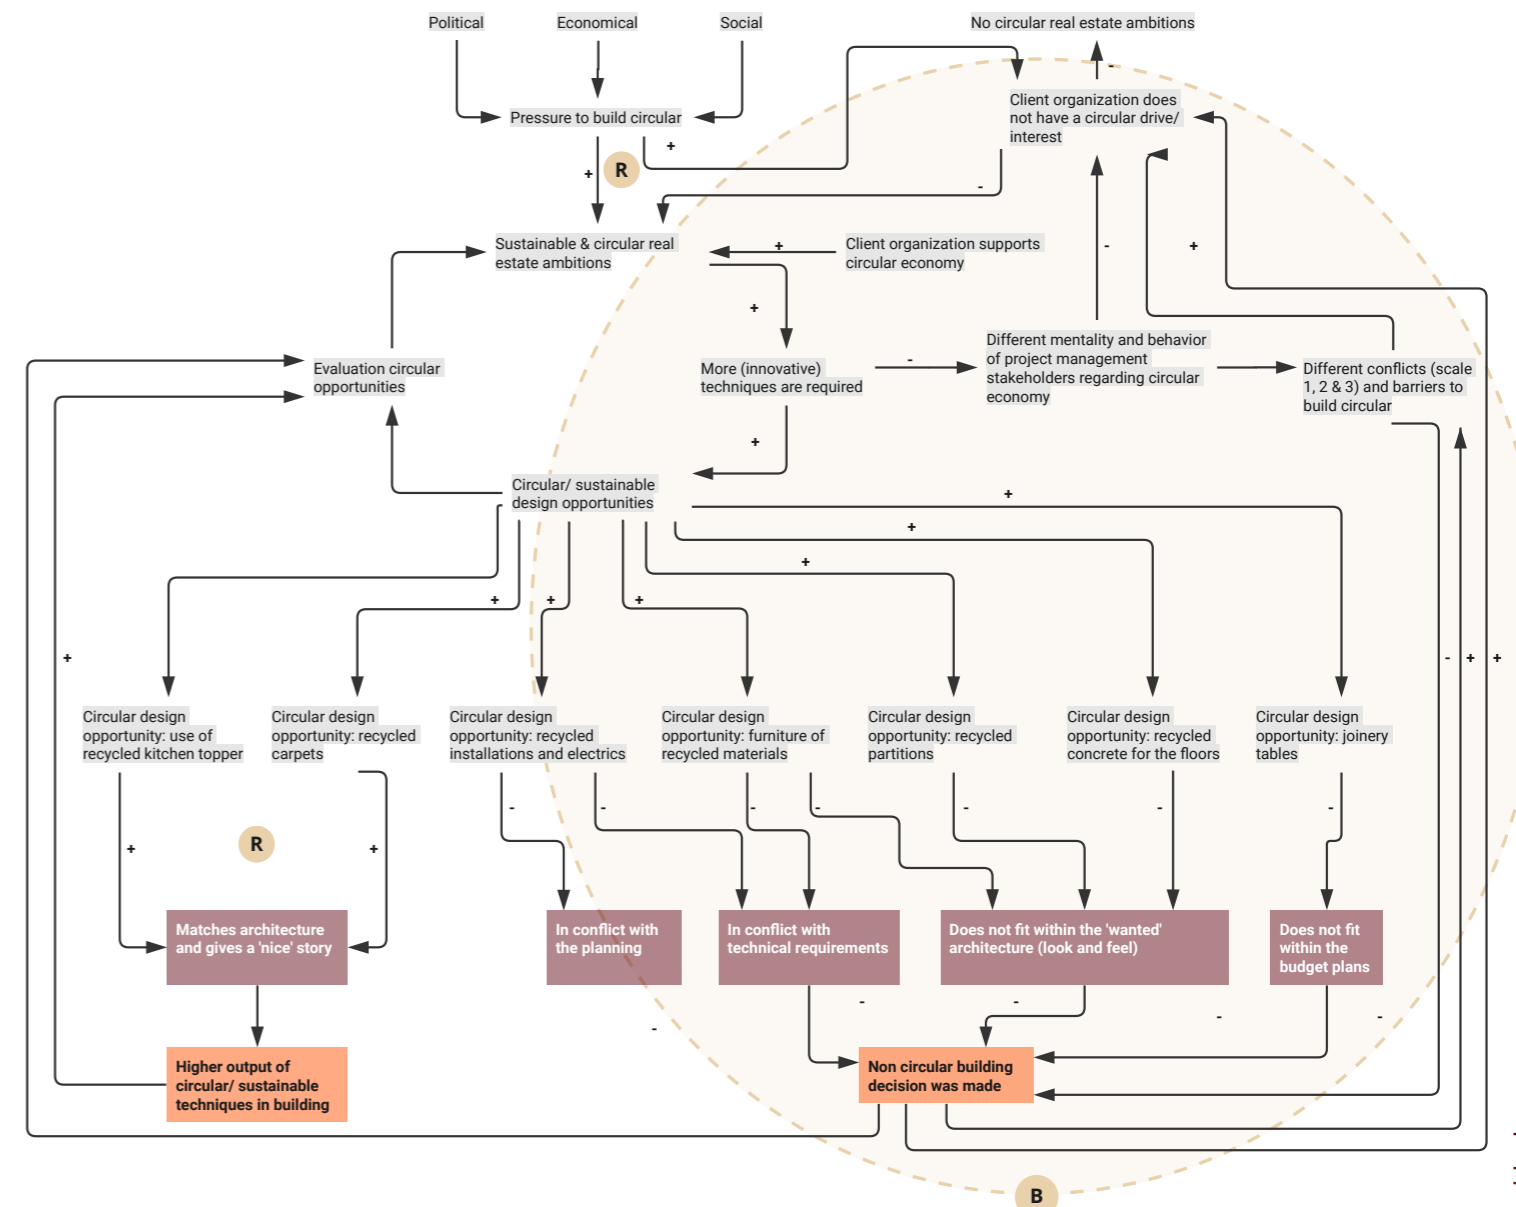 Political
Economical
Social
No circular real estate ambitions
-
Client organization does
not have a circular drive/
interest
Pressure to build circular
+
+
R
-
Sustainable & circular real
estate ambitions
+
Client organization supports
circular economy
-
+
+
Evaluation circular
opportunities
More (innovative)
techniques are required
-
Different mentality and behavior
of project management
stakeholders regarding circular
economy
Different conflicts (scale
1, 2 & 3) and barriers to
build circular
+
Circular/ sustainable
design opportunities
+
+
+
+
+
+
+
-
+
+
Circular design
opportunity: use of
recycled kitchen topper
Circular design
opportunity: recycled
carpets
Circular design
opportunity: recycled
installations and electrics
Circular design
opportunity: furniture of
recycled materials
Circular design
opportunity: recycled
partitions
Circular design
opportunity: recycled
concrete for the floors
Circular design
opportunity: joinery
tables
-
-
-
-
-
-
-
+
R
+
Matches architecture
and gives a 'nice' story
In conflict with
the planning
In conflict with
technical requirements
Does not fit within the 'wanted'
architecture (look and feel)
Does not fit
within the
budget plans
-
-
-
-
-
Higher output of
circular/ sustainable
techniques in building
Non circular building
decision was made
B